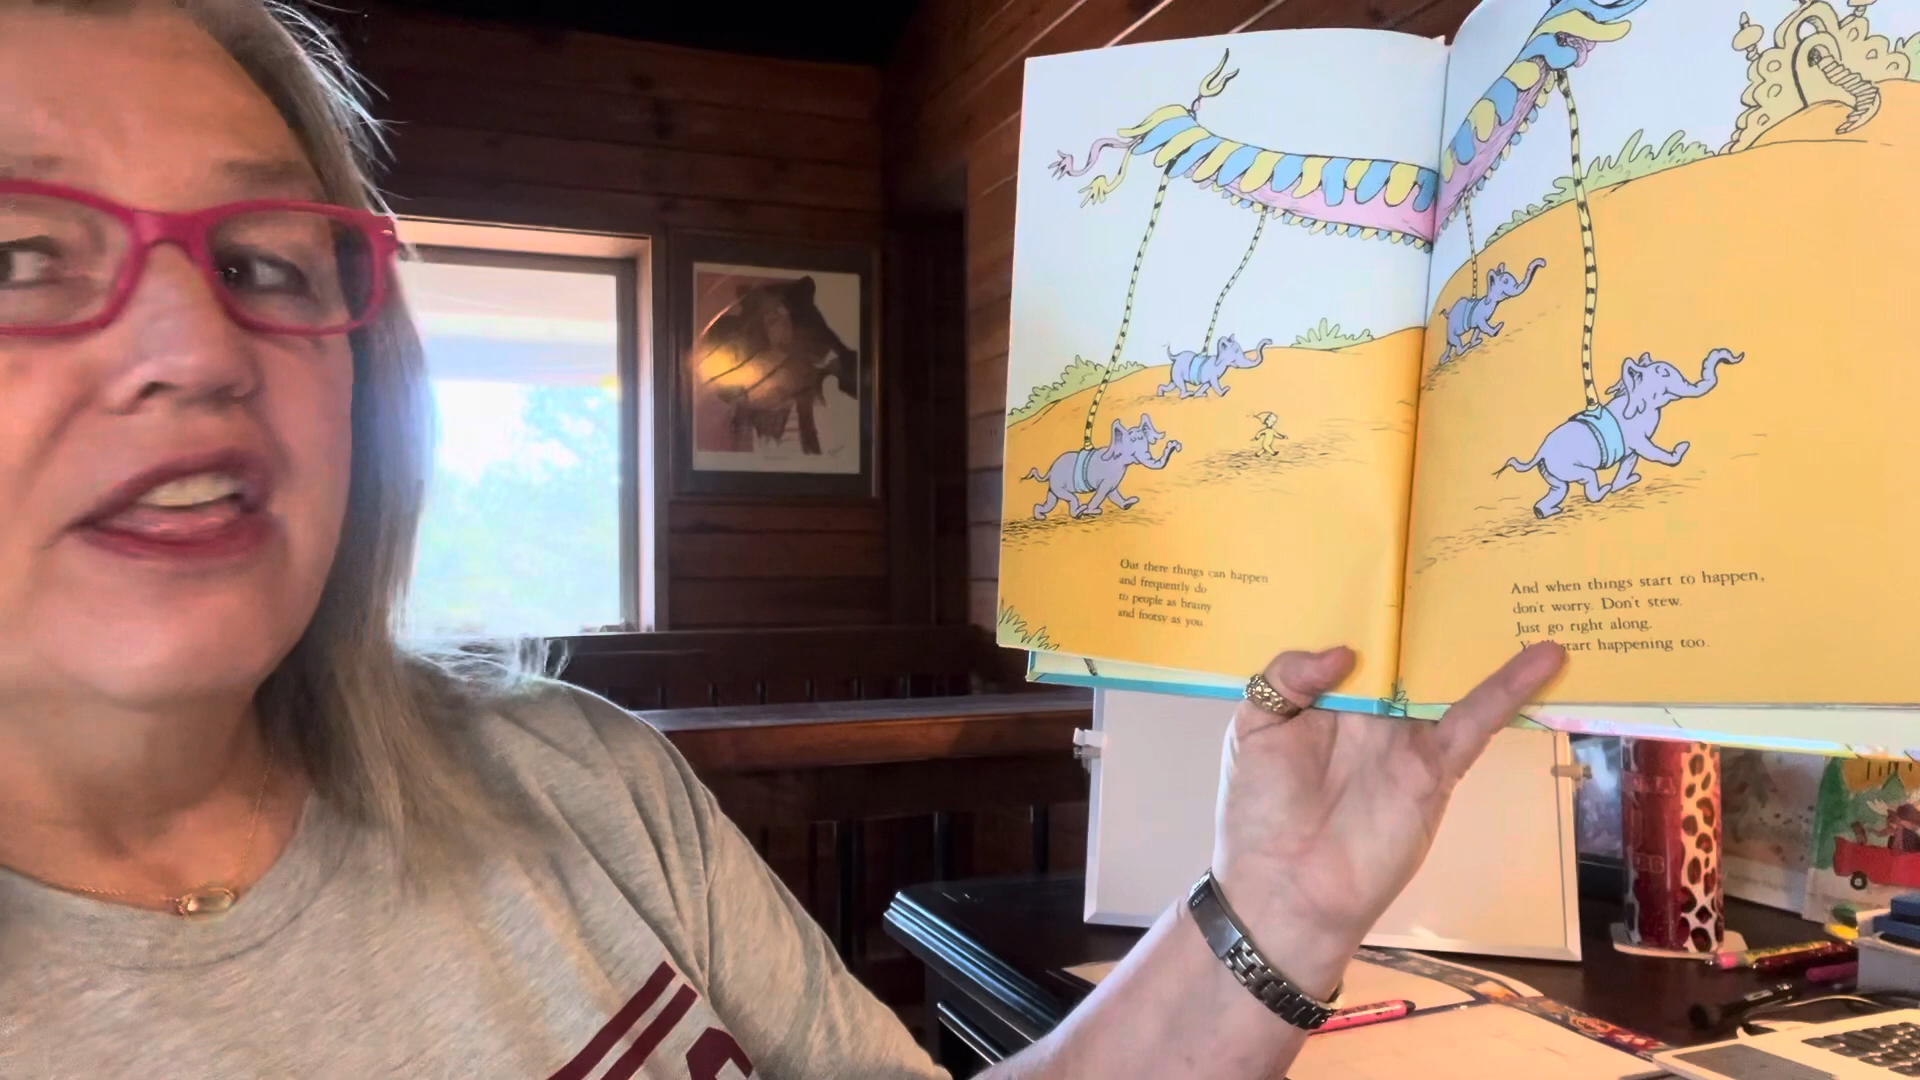 Out there things can happen
and frequently do
to people as brainy
and footsy as you.
And when things start to happen,
don't worry. Don't stew.
Just go right along.
start happening too.